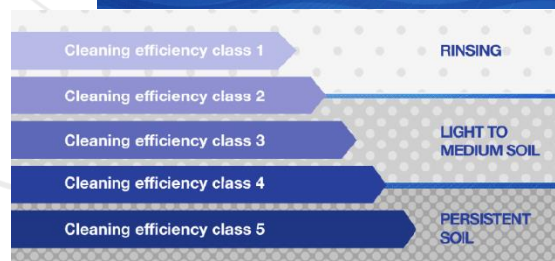 Cleaning efficiency class 1
RINSING
Cleaning efficiency class 2
Cleaning efficiency class 3
LIGHT TO
MEDIUM SOIL
Cleaning efficiency class 4
Cleaning efficiency class 5
PERSISTENT
SOIL